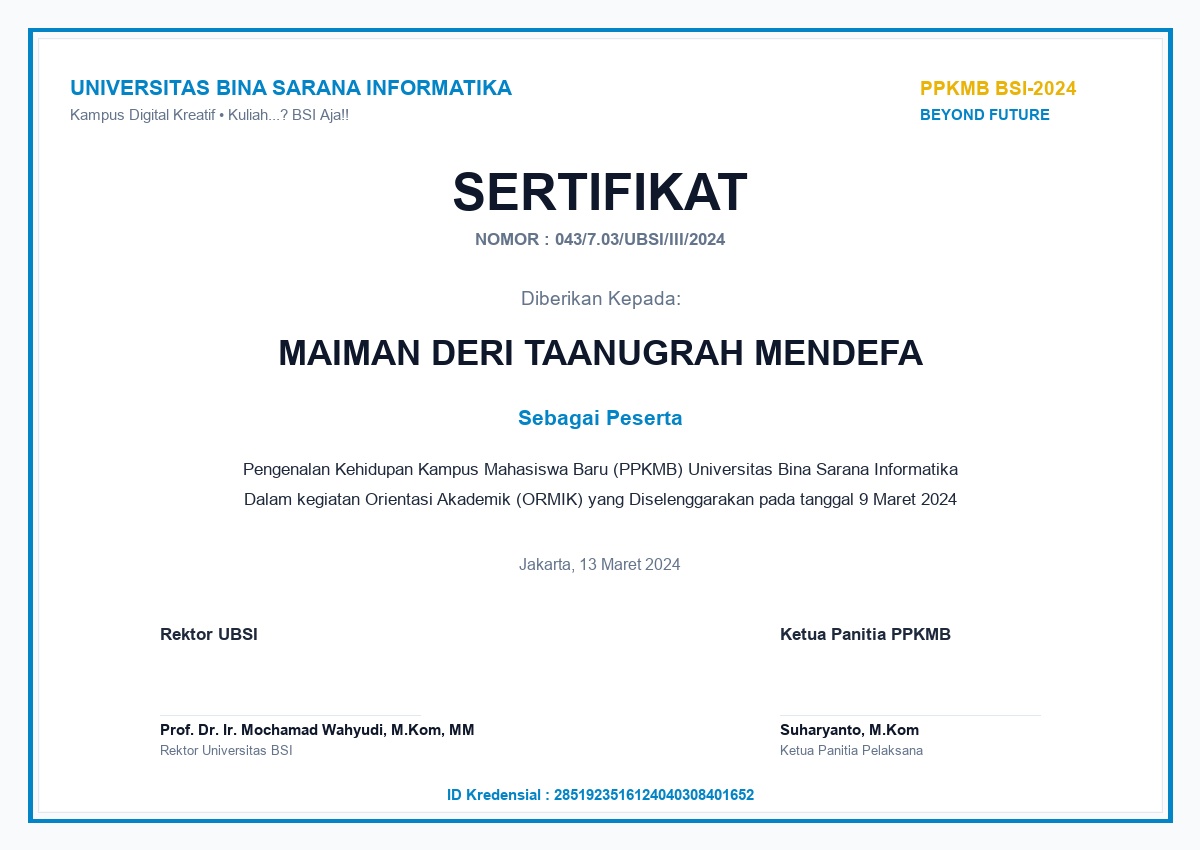 UNIVERSITAS BINA SARANA INFORMATIKA
Kampus Digital Kreatif • Kuliah...? BSI Aja!!
PPKMB BSI-2024
BEYOND FUTURE
SERTIFIKAT
NOMOR : 043/7.03/UBSI/III/2024
Diberikan Kepada:
MAIMAN DERI TAANUGRAH MENDEFA
Sebagai Peserta
Pengenalan Kehidupan Kampus Mahasiswa Baru (PPKMB) Universitas Bina Sarana Informatika
Dalam kegiatan Orientasi Akademik (ORMIK) yang Diselenggarakan pada tanggal 9 Maret 2024
Jakarta, 13 Maret 2024
Rektor UBSI
Prof. Dr. Ir. Mochamad Wahyudi, M.Kom, MM
Rektor Universitas BSI
Ketua Panitia PPKMB
Suharyanto, M.Kom
Ketua Panitia Pelaksana
ID Kredensial : 2851923516124040308401652